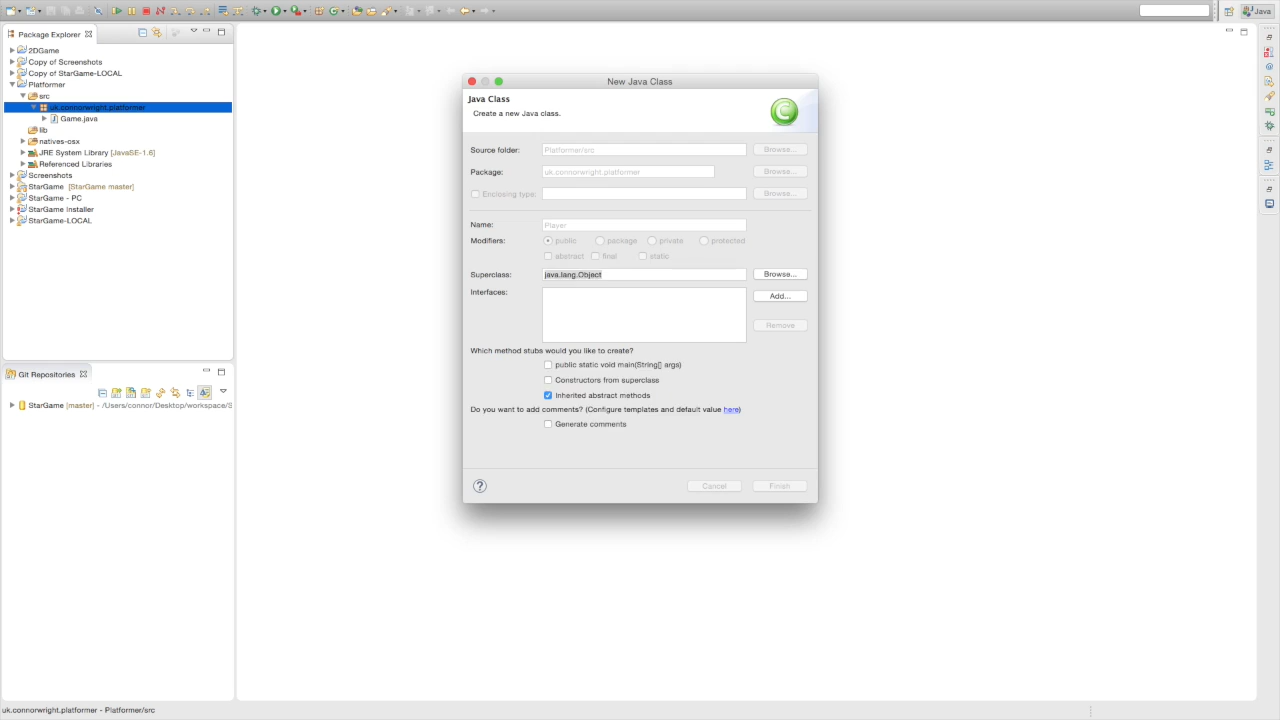 Java
Package Explorer
2DGame
Copy of Screenshots
Copy of StarGame-LOCAL
Platformer
src
uk.connorwright.platformer
Game.java
lib
natives-osx
JRE System Library [JavaSE-1.6]
Referenced Libraries
Screenshots
StarGame [StarGame master]
StarGame - PC
StarGame Installer
StarGame-LOCAL
Git Repositories
StarGame [master] - /Users/connor/Desktop/workspace/S
New Java Class
Java Class
Create a new Java class.
Source folder: Platformer/src Browse...
Package: uk.connorwright.platformer Browse...
Enclosing type: Browse...
Name: Player
Modifiers: public package private protected
abstract final static
Superclass: java.lang.Object Browse...
Interfaces: Add...
Remove
Which method stubs would you like to create?
public static void main(String[] args)
Constructors from superclass
Inherited abstract methods
Do you want to add comments? (Configure templates and default value here)
Generate comments
? Cancel Finish
uk.connorwright.platformer - Platformer/src